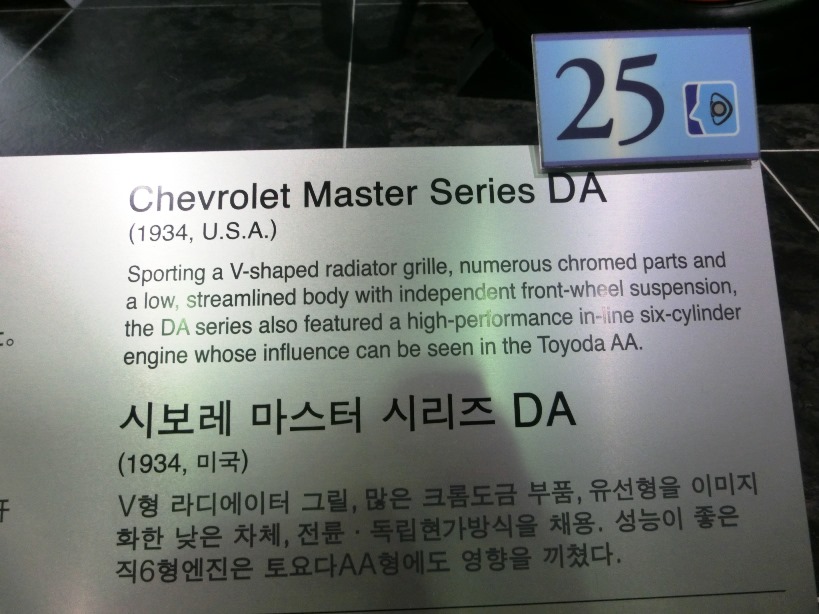 25
Chevrolet Master Series DA
(1934, U.S.A.)
Sporting a V-shaped radiator grille, numerous chromed parts and
a low, streamlined body with independent front-wheel suspension,
the DA series also featured a high-performance in-line six-cylinder
engine whose influence can be seen in the Toyoda AA.
시보레 마스터 시리즈 DA
(1934, 미국)
V형 라디에이터 그릴, 많은 크롬도금 부품, 유선형을 이미지
화한 낮은 차체, 전륜 · 독립현가방식을 채용. 성능이 좋은
직6형엔진은 토요다AA형에도 영향을 끼쳤다.